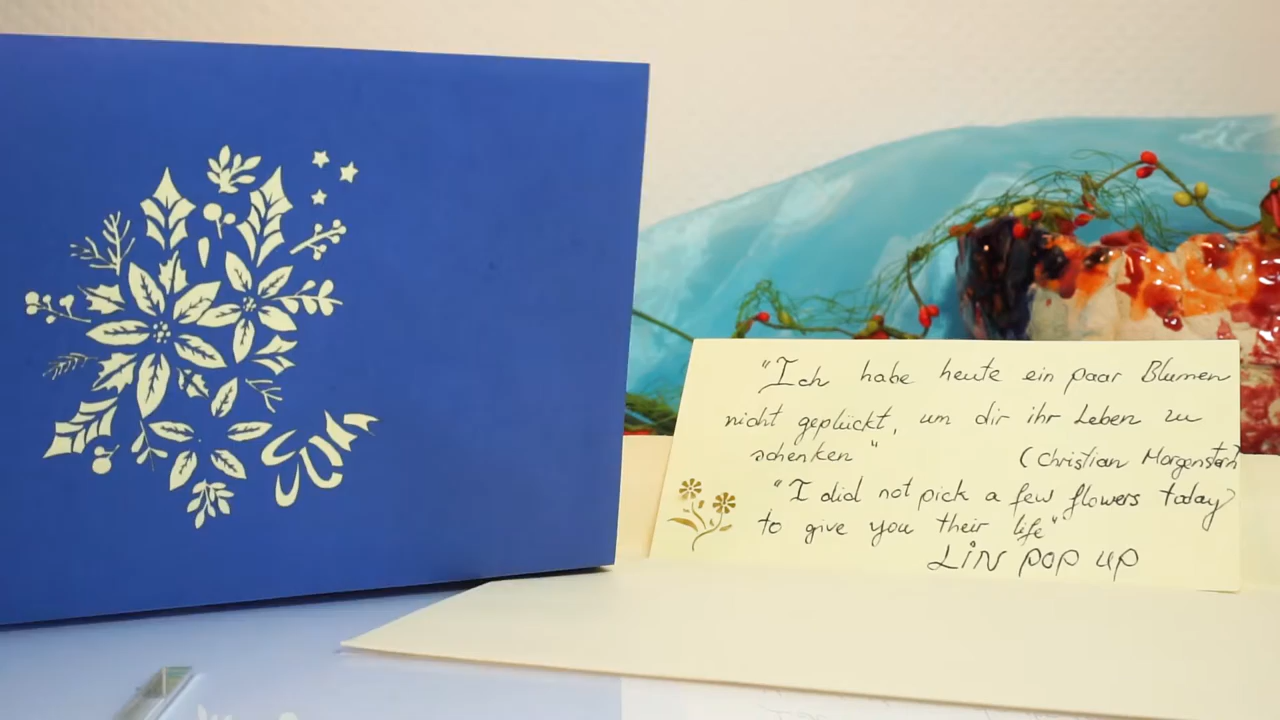 "Ich habe heute ein paar Blumen
nicht geplückt, um dir ihr Leben zu
schenken"
(Christian Morgenstern)
"I did not pick a few flowers today
to give you their life"
LiN POP UP